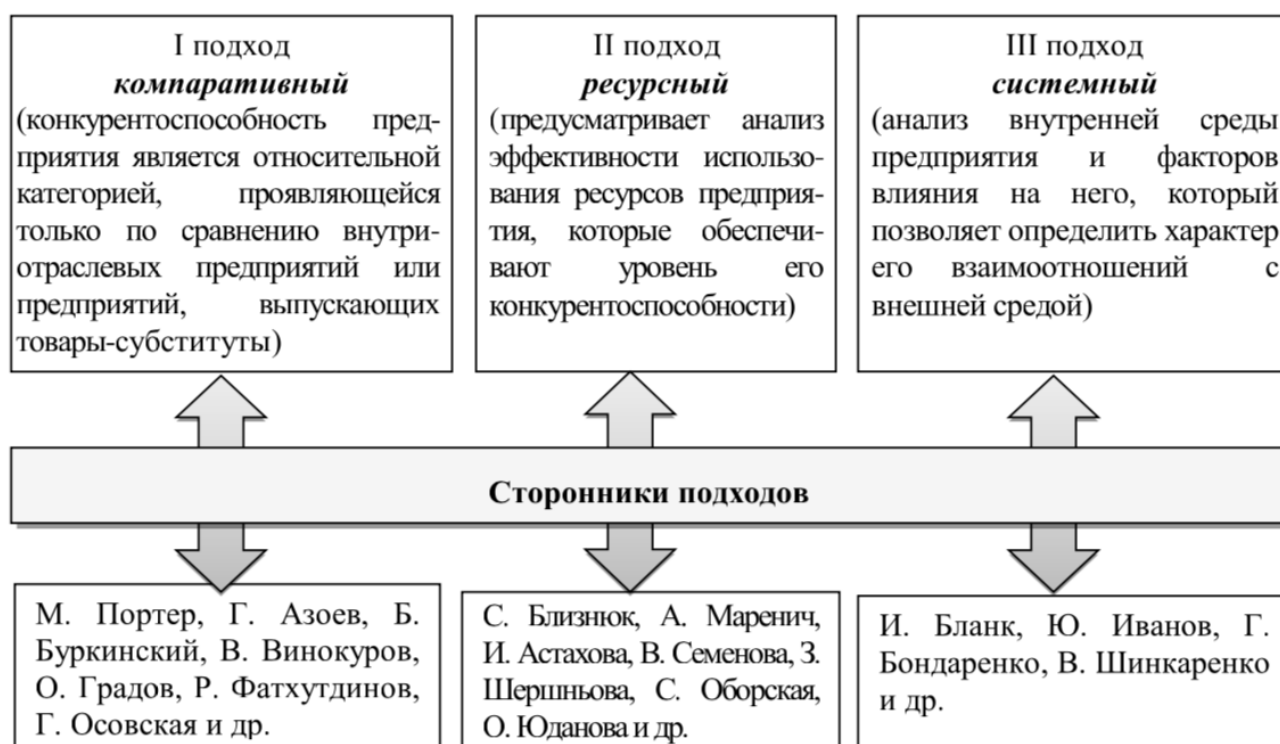 I подход
компаративный
(конкурентоспособность пред-
приятия является относительной
категорией, проявляющейся
только по сравнению внутри-
отраслевых предприятий или
предприятий, выпускающих
товары-субституты)
II подход
ресурсный
(предусматривает анализ
эффективности использо-
вания ресурсов предприя-
тия, которые обеспечи-
вают уровень его
конкурентоспособности)
III подход
системный
(анализ внутренней среды
предприятия и факторов
влияния на него, который
позволяет определить характер
его взаимоотношений с
внешней средой)
Сторонники подходов
М. Портер, Г. Азоев, Б.
Буркинский, В. Винокуров,
О. Градов, Р. Фатхутдинов,
Г. Осовская и др.
С. Близнюк, А. Маренич,
И. Астахова, В. Семенова, З.
Шершньова, С. Оборская,
О. Юданова и др.
И. Бланк, Ю. Иванов, Г.
Бондаренко, В. Шинкаренко
и др.